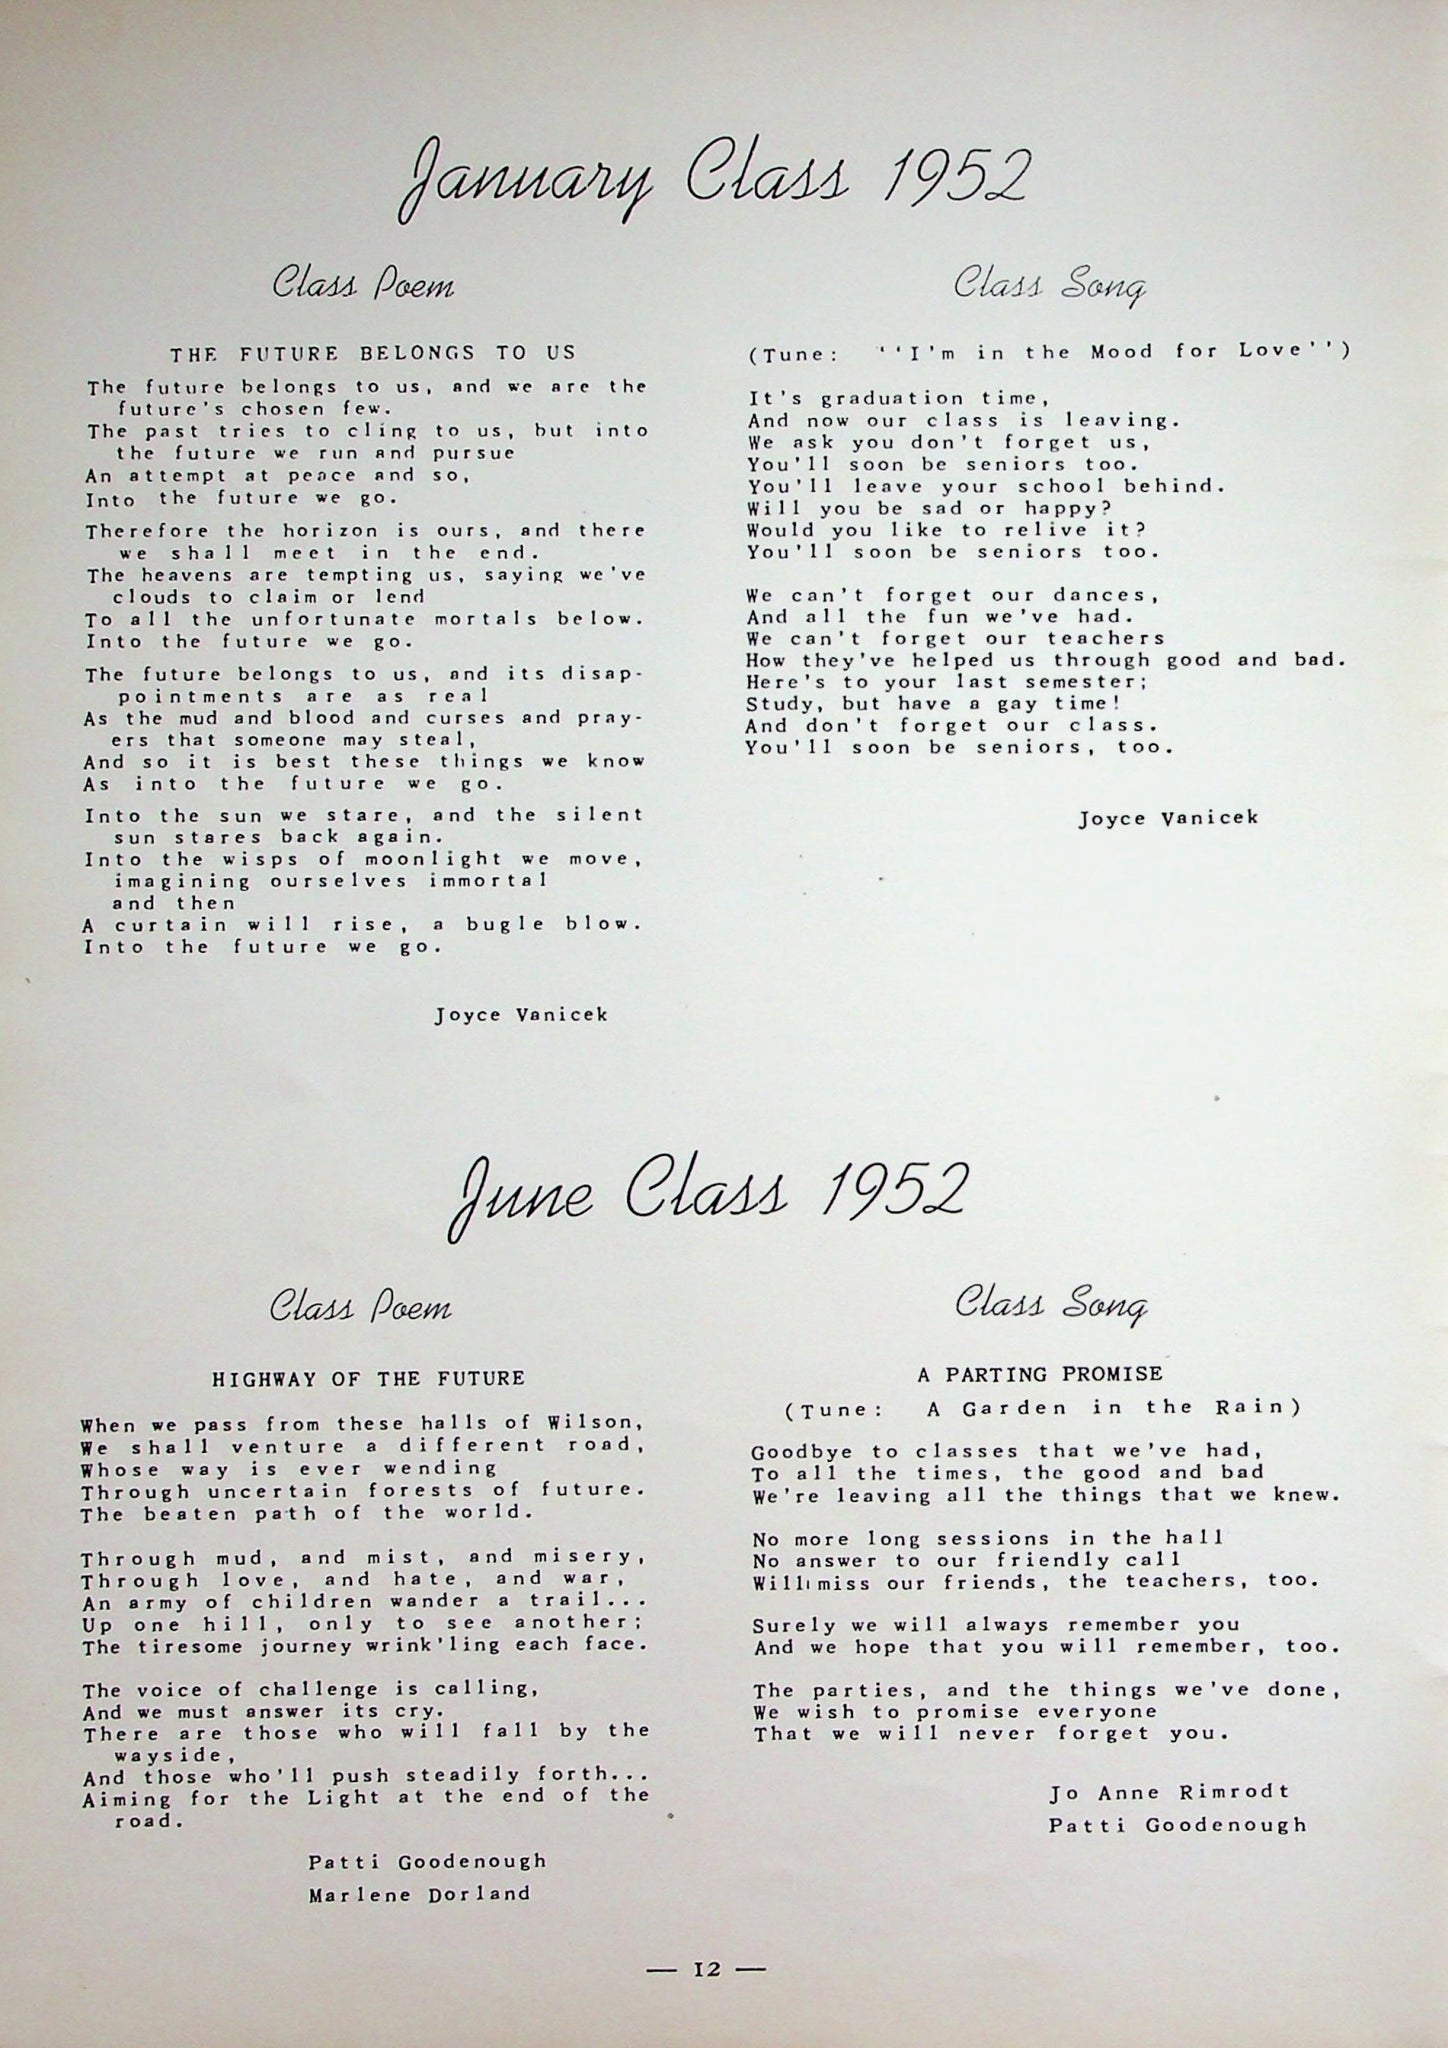 January Class 1952
Class Poem
THE FUTURE BELONGS TO US
The future belongs to us, and we are the
future's chosen few.
The past tries to cling to us, but into
the future we run and pursue
An attempt at peace and so,
Into the future we go.
Therefore the horizon is ours, and there
we shall meet in the end.
The heavens are tempting us, saying we've
clouds to claim or lend
To all the unfortunate mortals below.
Into the future we go.
The future belongs to us, and its disap-
pointments are as real
As the mud and blood and curses and pray-
ers that someone may steal,
And so it is best these things we know
As into the future we go.
Into the sun we stare, and the silent
sun stares back again.
Into the wisps of moonlight we move,
imagining ourselves immortal
and then
A curtain will rise, a bugle blow.
Into the future we go.
Joyce Vanicek
Class Song
(Tune: ''I'm in the Mood for Love'')
It's graduation time,
And now our class is leaving.
We ask you don't forget us,
You'll soon be seniors too.
You'll leave your school behind.
Will you be sad or happy?
Would you like to relive it?
You'll soon be seniors too.
We can't forget our dances,
And all the fun we've had.
We can't forget our teachers
How they've helped us through good and bad.
Here's to your last semester;
Study, but have a gay time!
And don't forget our class.
You'll soon be seniors, too.
Joyce Vanicek
June Class 1952
Class Poem
HIGHWAY OF THE FUTURE
When we pass from these halls of Wilson,
We shall venture a different road,
Whose way is ever wending
Through uncertain forests of future.
The beaten path of the world.
Through mud, and mist, and misery,
Through love, and hate, and war,
An army of children wander a trail...
Up one hill, only to see another;
The tiresome journey wrink'ling each face.
The voice of challenge is calling,
And we must answer its cry.
There are those who will fall by the
wayside,
And those who'll push steadily forth...
Aiming for the Light at the end of the
road.
Patti Goodenough
Marlene Dorland
Class Song
A PARTING PROMISE
(Tune: A Garden in the Rain)
Goodbye to classes that we've had,
To all the times, the good and bad
We're leaving all the things that we knew.
No more long sessions in the hall
No answer to our friendly call
Will miss our friends, the teachers, too.
Surely we will always remember you
And we hope that you will remember, too.
The parties, and the things we've done,
We wish to promise everyone
That we will never forget you.
Jo Anne Rimrodt
Patti Goodenough
— 12 —